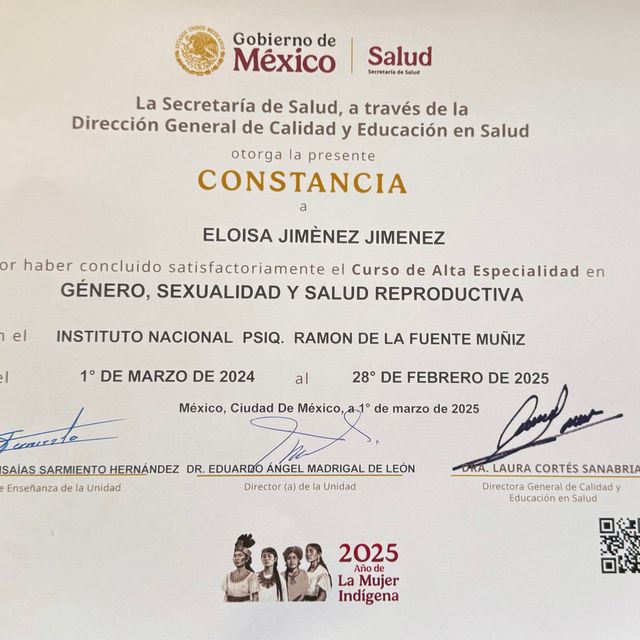 Gobierno de
México
Salud
Secretaría de Salud
La Secretaría de Salud, a través de la
Dirección General de Calidad y Educación en Salud
otorga la presente
CONSTANCIA
a
ELOISA JIMÈNEZ JIMENEZ
or haber concluido satisfactoriamente el Curso de Alta Especialidad en
GÉNERO, SEXUALIDAD Y SALUD REPRODUCTIVA
n el INSTITUTO NACIONAL PSIQ. RAMON DE LA FUENTE MUÑIZ
el 1° DE MARZO DE 2024 al 28° DE FEBRERO DE 2025
México, Ciudad De México, a 1° de marzo de 2025
ISAÍAS SARMIENTO HERNÁNDEZ DR. EDUARDO ÁNGEL MADRIGAL DE LEÓN DRA. LAURA CORTÉS SANABRIA
e Enseñanza de la Unidad Director (a) de la Unidad Directora General de Calidad y
Educación en Salud
2025
Año de
La Mujer
Indígena